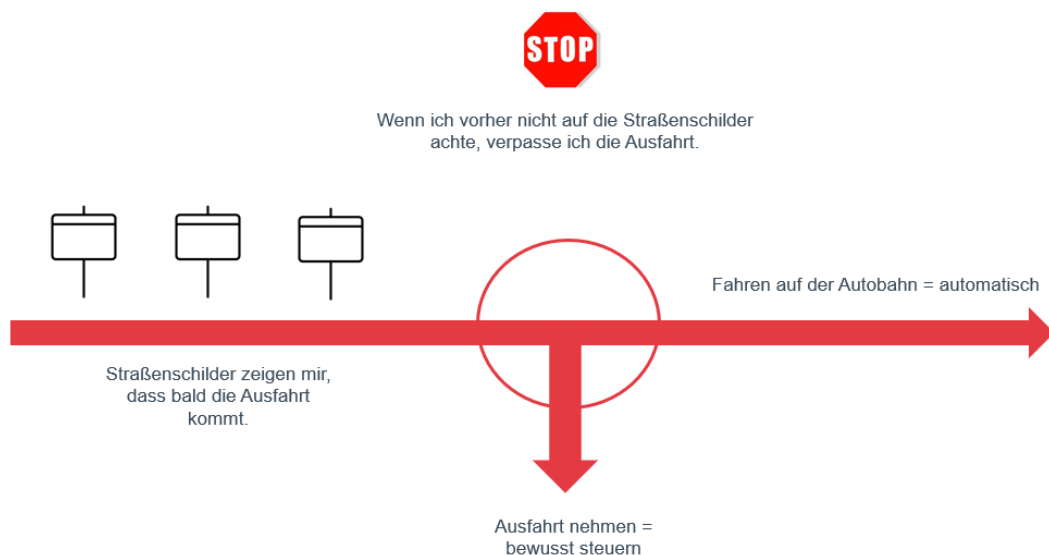 STOP
Wenn ich vorher nicht auf die Straßenschilder
achte, verpasse ich die Ausfahrt.
Fahren auf der Autobahn = automatisch
Straßenschilder zeigen mir,
dass bald die Ausfahrt
kommt.
Ausfahrt nehmen =
bewusst steuern